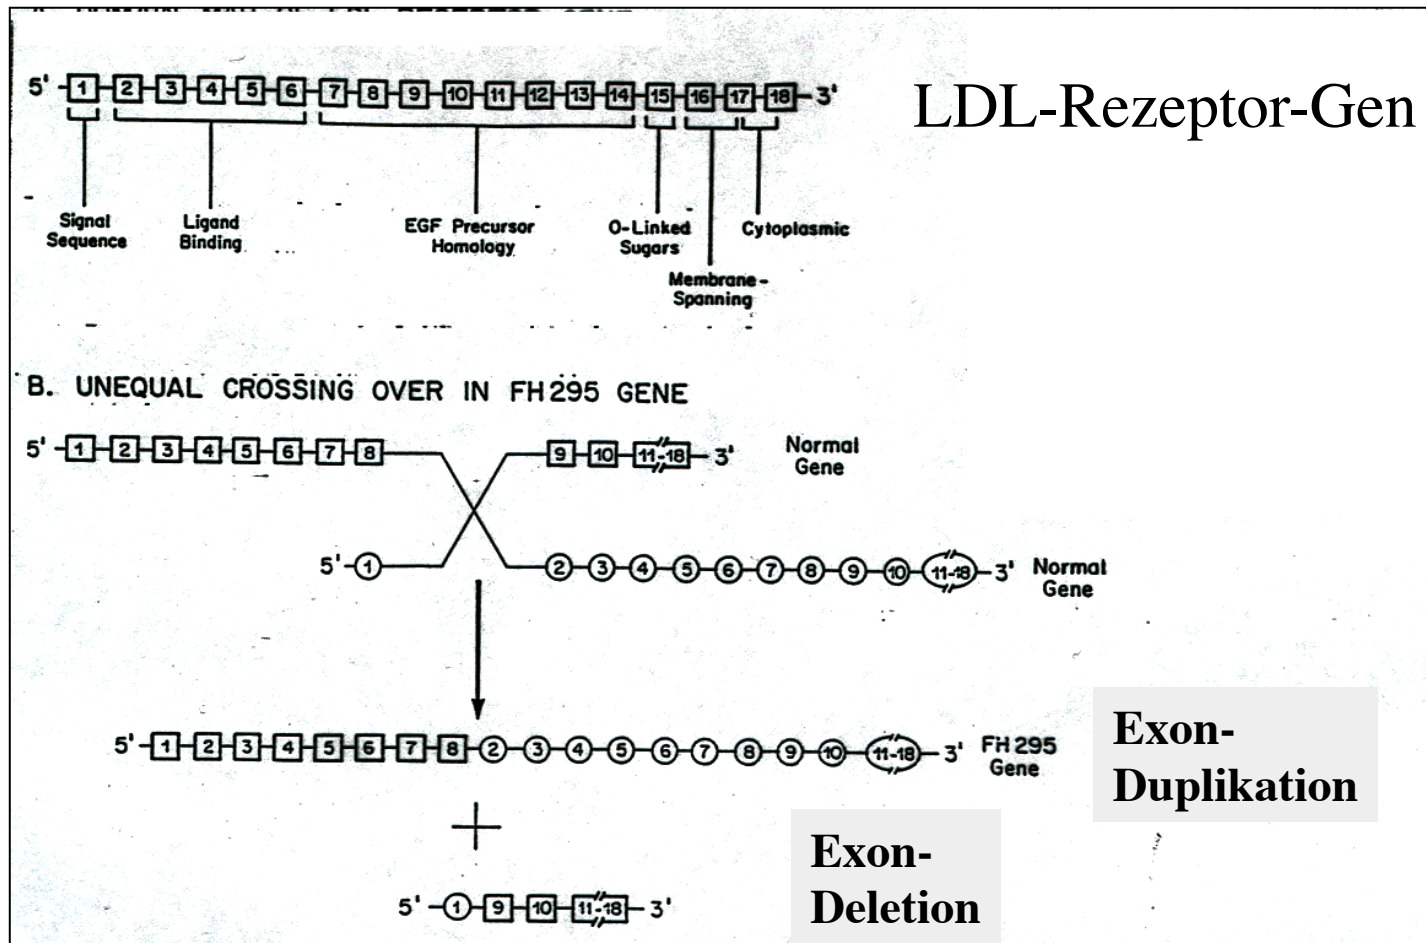 LDL-Rezeptor-Gen
5' 1 2 3 4 5 6 7 8 9 10 11 12 13 14 15 16 17 18 3'
Signal
Sequence
Ligand
Binding
EGF Precursor
Homology
O-Linked
Sugars
Cytoplasmic
Membrane-
Spanning
B. UNEQUAL CROSSING OVER IN FH 295 GENE
5' 1 2 3 4 5 6 7 8 9 10 11-18 3'
Normal
Gene
5' 1 2 3 4 5 6 7 8 9 10 11-18 3'
Normal
Gene
5' 1 2 3 4 5 6 7 8 2 3 4 5 6 7 8 9 10 11-18 3'
FH 295
Gene
Exon-
Duplikation
+
Exon-
Deletion
5' 1 9 10 11-18 3'